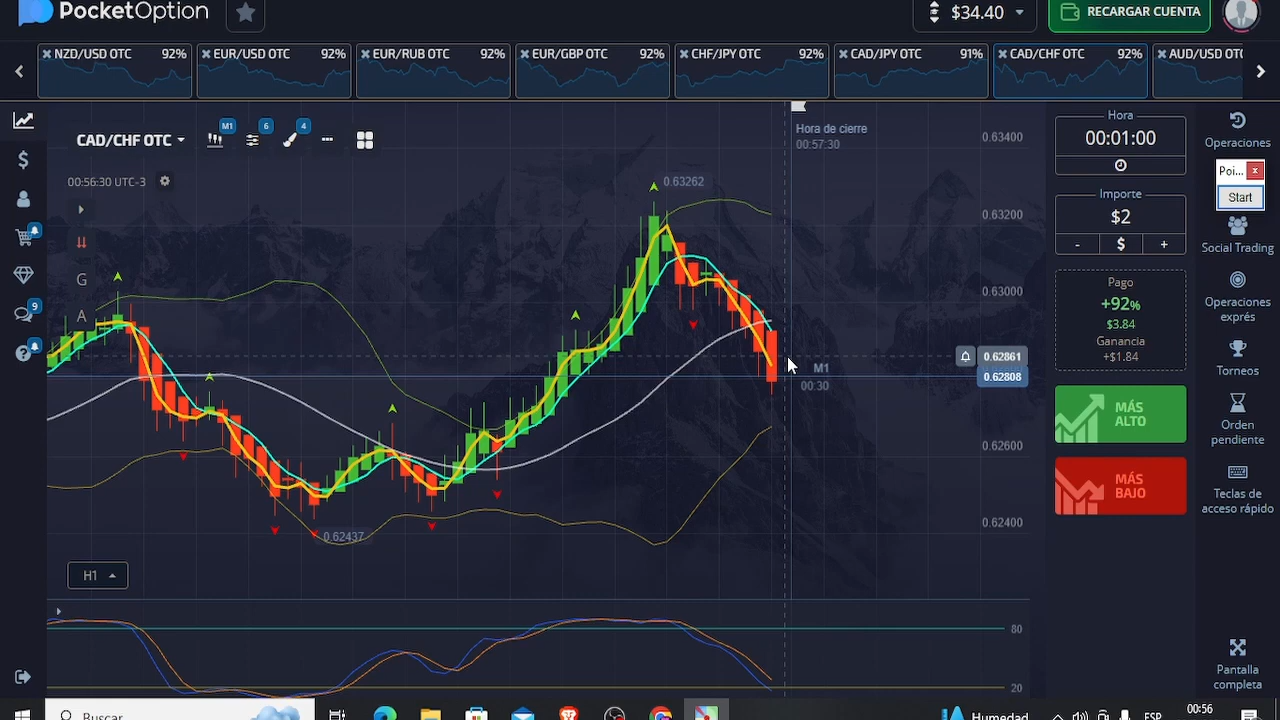 PocketOption
$34.40
RECARGAR CUENTA
NZD/USD OTC 92%
EUR/USD OTC 92%
EUR/RUB OTC 92%
EUR/GBP OTC 92%
CHF/JPY OTC 92%
CAD/JPY OTC 91%
CAD/CHF OTC 92%
AUD/USD OTC
CAD/CHF OTC
M1
6
4
00:56:30 UTC-3
G
A
9
Hora de cierre
00:57:30
0.63262
0.62437
M1
00:30
0.63400
0.63200
0.63000
0.62861
0.62808
0.62600
0.62400
H1
80
20
Hora
00:01:00
Importe
$2
- $ +
Pago
+92%
$3.84
Ganancia
+$1.84
MÁS
ALTO
MÁS
BAJO
Operaciones
Poi...
x
Start
Social Trading
Operaciones
exprés
Torneos
Orden
pendiente
Teclas de
acceso rápido
Pantalla
completa
Buscar
Humedad
ESP
00:56